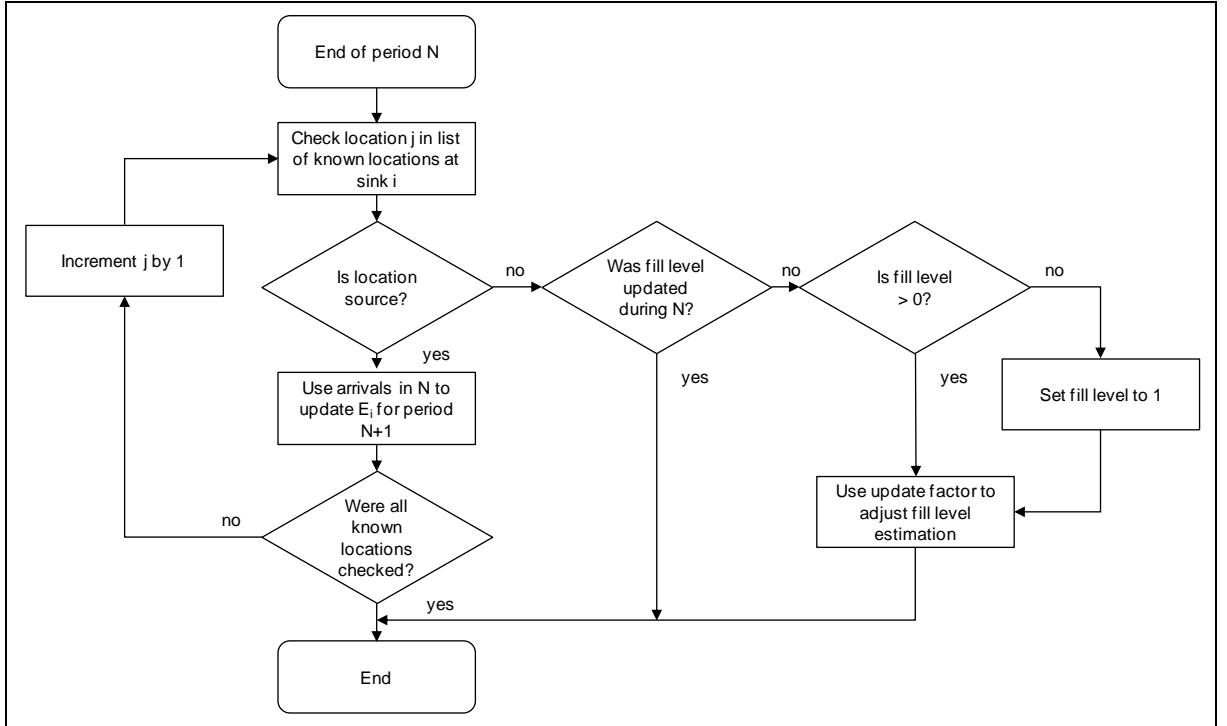 End of period N
Check location j in list
of known locations at
sink i
Increment j by 1
Is location
source?
no
Was fill level
updated
during N?
no
Is fill level
> 0?
no
yes
Use arrivals in N to
update Ei for period
N+1
yes
yes
Set fill level to 1
Were all
known
locations
checked?
no
Use update factor to
adjust fill level
estimation
yes
End